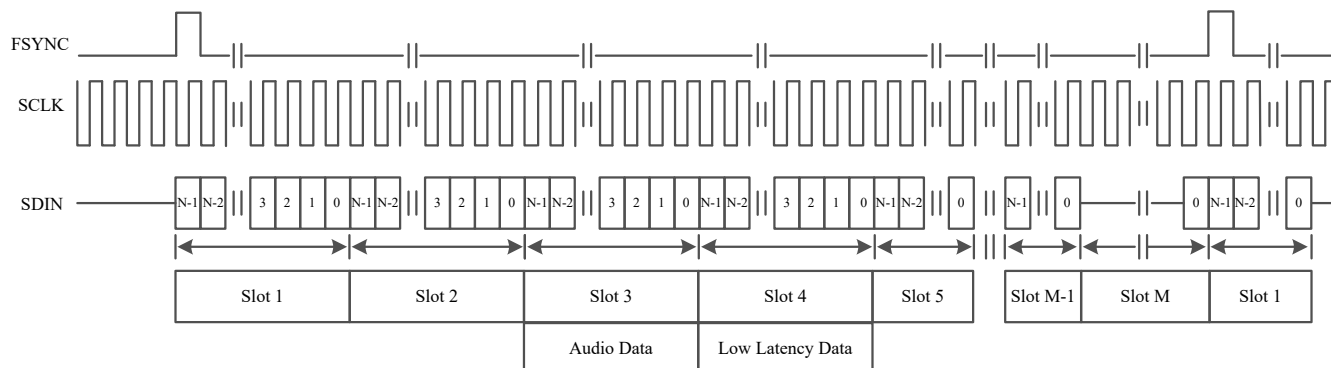 FSYNC
SCLK
SDIN N-1 N-2 3 2 1 0 N-1 N-2 3 2 1 0 N-1 N-2 3 2 1 0 N-1 N-2 3 2 1 0 N-1 N-2 0 N-1 0 0 N-1 N-2 0
Slot 1 Slot 2 Slot 3 Slot 4 Slot 5 Slot M-1 Slot M Slot 1
Audio Data Low Latency Data